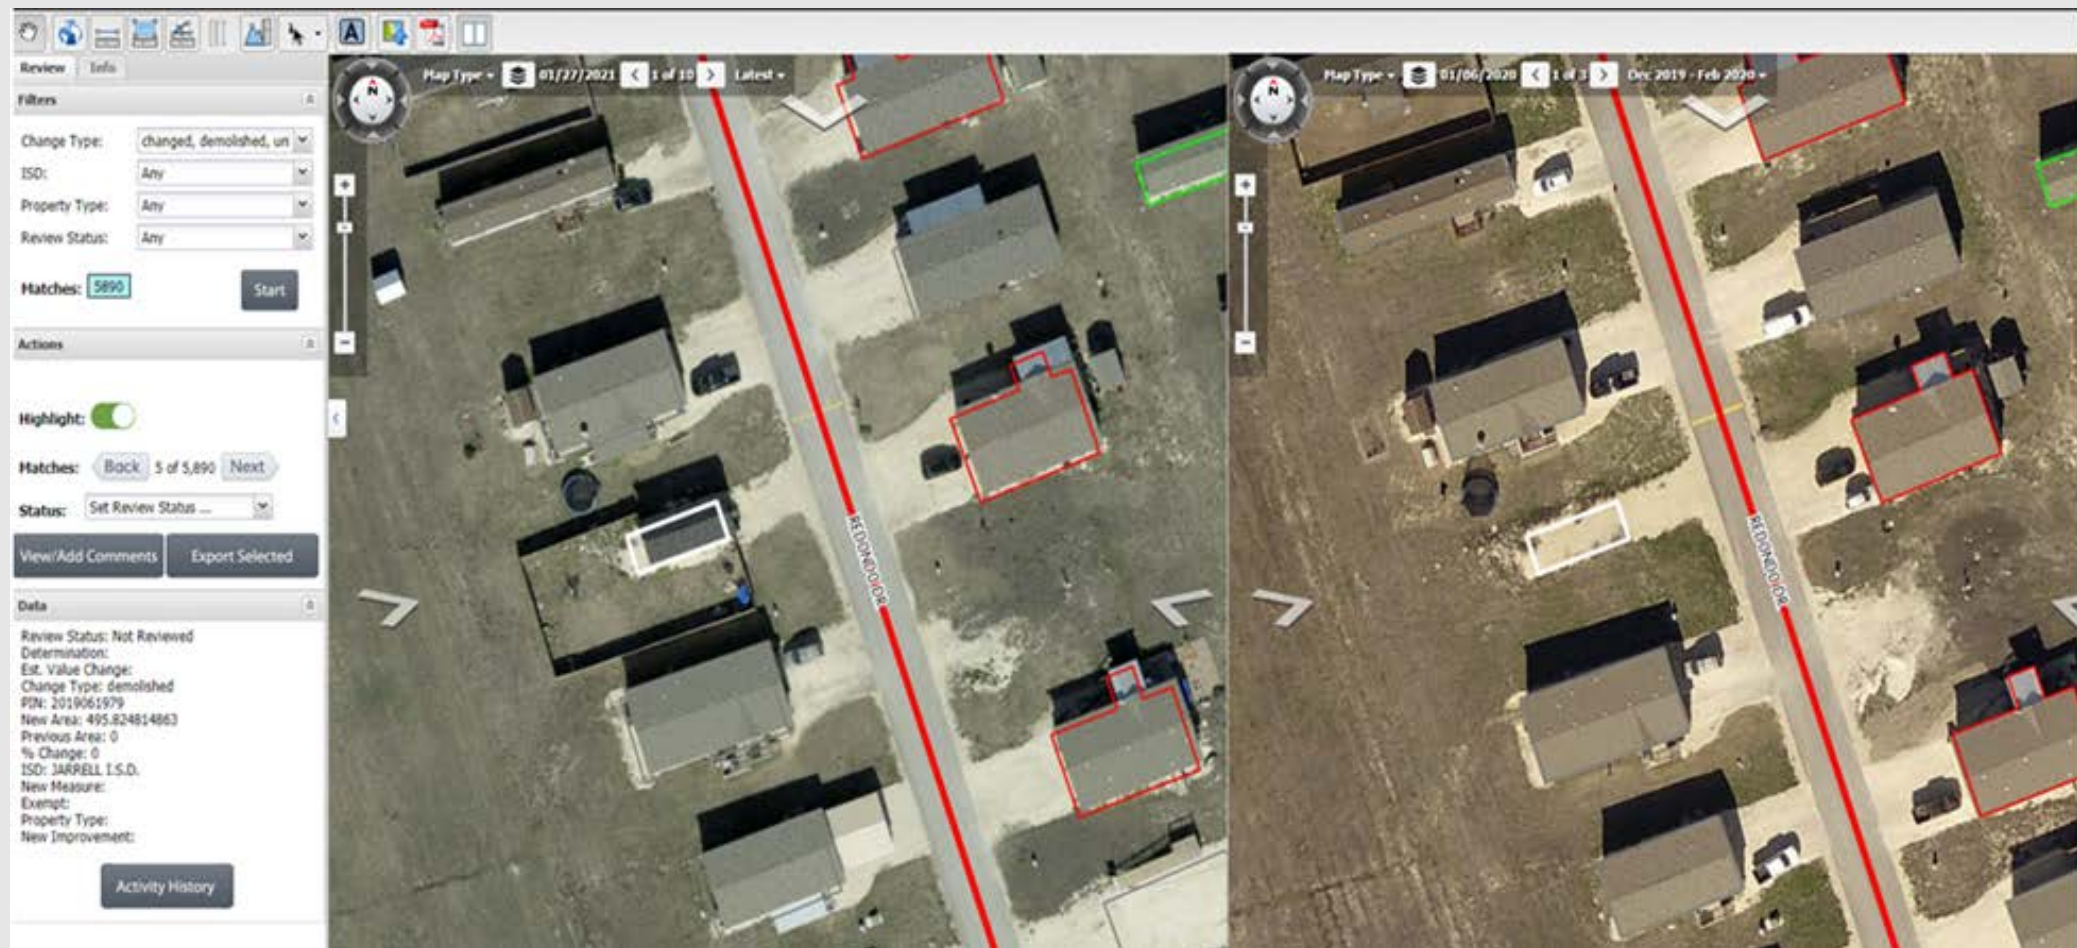 A
PDF
Review Info
Filters
Change Type: changed, demolished, un
ISD: Any
Property Type: Any
Review Status: Any
Matches: 5890 Start
Actions
Highlight:
Matches: Back 5 of 5,890 Next
Status: Set Review Status ...
View/Add Comments Export Selected
Data
Review Status: Not Reviewed
Determination:
Est. Value Change:
Change Type: demolished
PIN: 2019061979
New Area: 495.824814863
Previous Area: 0
% Change: 0
ISD: JARRELL I.S.D.
New Measure:
Exempt:
Property Type:
New Improvement:
Activity History
N
Map Type 03/27/2021 1 of 10 Latest
REDONDO DR
N
Map Type 01/06/2020 1 of 3 Dec 2019 - Feb 2020
REDONDO DR